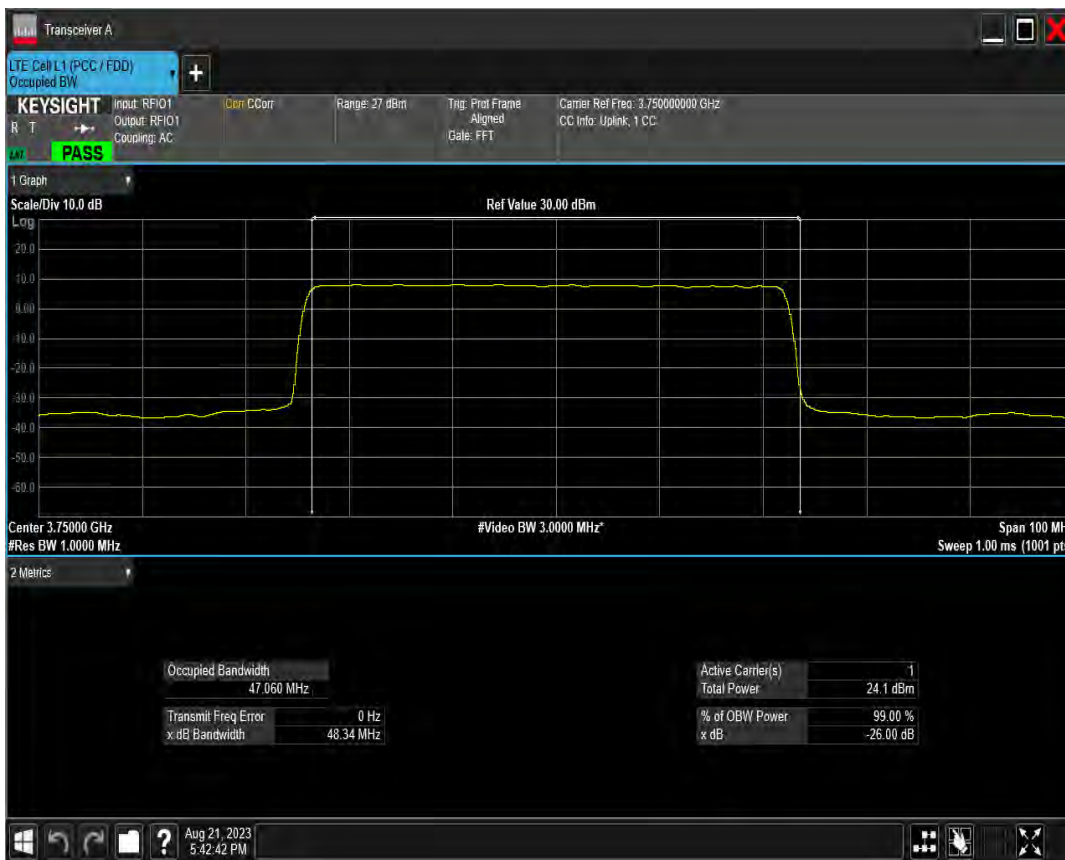 Transceiver A
LTE Cell L1 (PCC / FDD)
Occupied BW
KEYSIGHT
R T
PASS
Input: RFIO1
Output: RFIO1
Coupling: AC
Corr CCorr
Range: 27 dBm
Trig: Prot Frame
Aligned
Gate: FFT
Carrier Ref Freq: 3.750000000 GHz
CC Info: Uplink, 1 CC
1 Graph
Scale/Div 10.0 dB
Ref Value 30.00 dBm
Log
20.0
10.0
0.00
-10.0
-20.0
-30.0
-40.0
-50.0
-60.0
Center 3.75000 GHz
#Video BW 3.0000 MHz*
Span 100 MH
#Res BW 1.0000 MHz
Sweep 1.00 ms (1001 pt
2 Metrics
Occupied Bandwidth
47.060 MHz
Transmit Freq Error 0 Hz
x dB Bandwidth 48.34 MHz
Active Carrier(s) 1
Total Power 24.1 dBm
% of OBW Power 99.00 %
x dB -26.00 dB
? Aug 21, 2023
5:42:42 PM